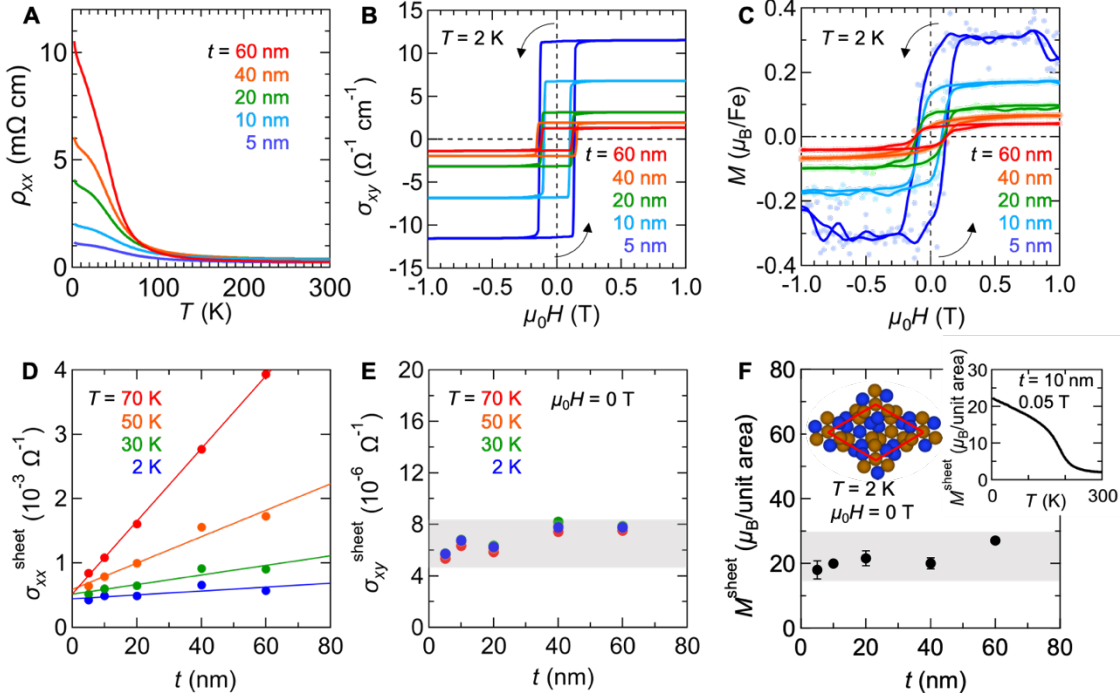 A
t = 60 nm
40 nm
20 nm
10 nm
5 nm
ρxx (mΩ cm)
10
5
0
0
100
200
300
T (K)
B
T = 2 K
σxy (Ω⁻¹ cm⁻¹)
15
10
5
0
-5
-10
-15
t = 60 nm
40 nm
20 nm
10 nm
5 nm
-1.0
-0.5
0.0
0.5
1.0
μ₀H (T)
C
T = 2 K
M (μB/Fe)
0.4
0.2
0.0
-0.2
-0.4
t = 60 nm
40 nm
20 nm
10 nm
5 nm
-1.0
-0.5
0.0
0.5
1.0
μ₀H (T)
D
T = 70 K
50 K
30 K
2 K
σxx^sheet (10⁻³ Ω⁻¹)
4
3
2
1
0
0
20
40
60
80
t (nm)
E
T = 70 K
50 K
30 K
2 K
μ₀H = 0 T
σxy^sheet (10⁻⁶ Ω⁻¹)
20
16
12
8
4
0
0
20
40
60
80
t (nm)
F
T = 2 K
μ₀H = 0 T
M^sheet (μB/unit area)
80
60
40
20
0
0
20
40
60
80
t (nm)
M^sheet (μB/unit area)
30
20
10
0
t = 10 nm
0.05 T
0
300
T (K)